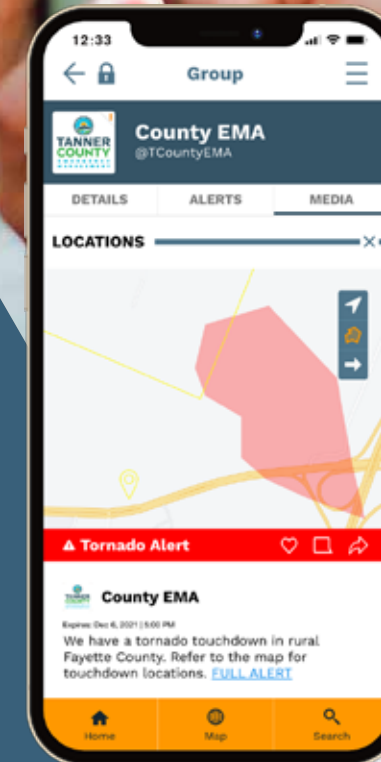 12:33
Group
TANNER
COUNTY
County EMA
@TCountyEMA
DETAILS ALERTS MEDIA
LOCATIONS
Tornado Alert
County EMA
Expires: Dec 6, 2021 | 5:00 PM
We have a tornado touchdown in rural
Fayette County. Refer to the map for
touchdown locations. FULL ALERT
Home Map Search